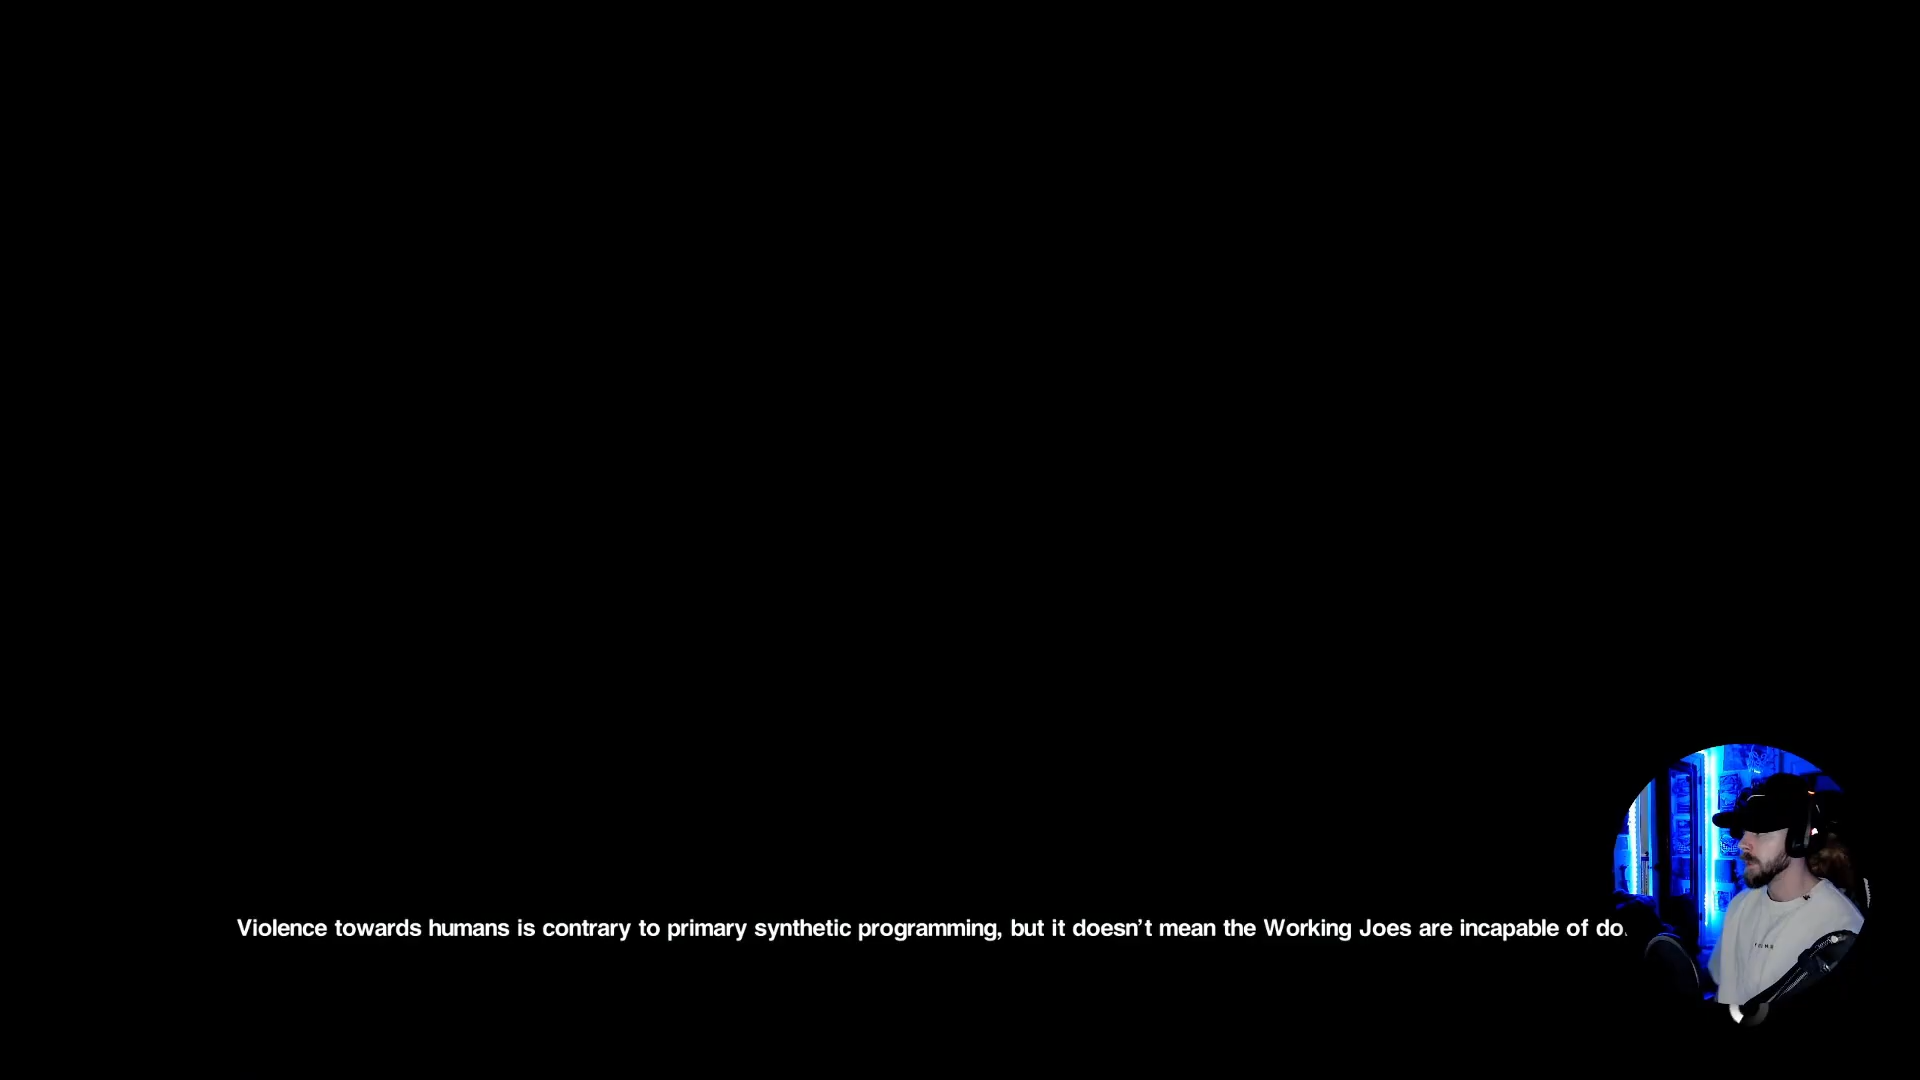 Violence towards humans is contrary to primary synthetic programming, but it doesn’t mean the Working Joes are incapable of do